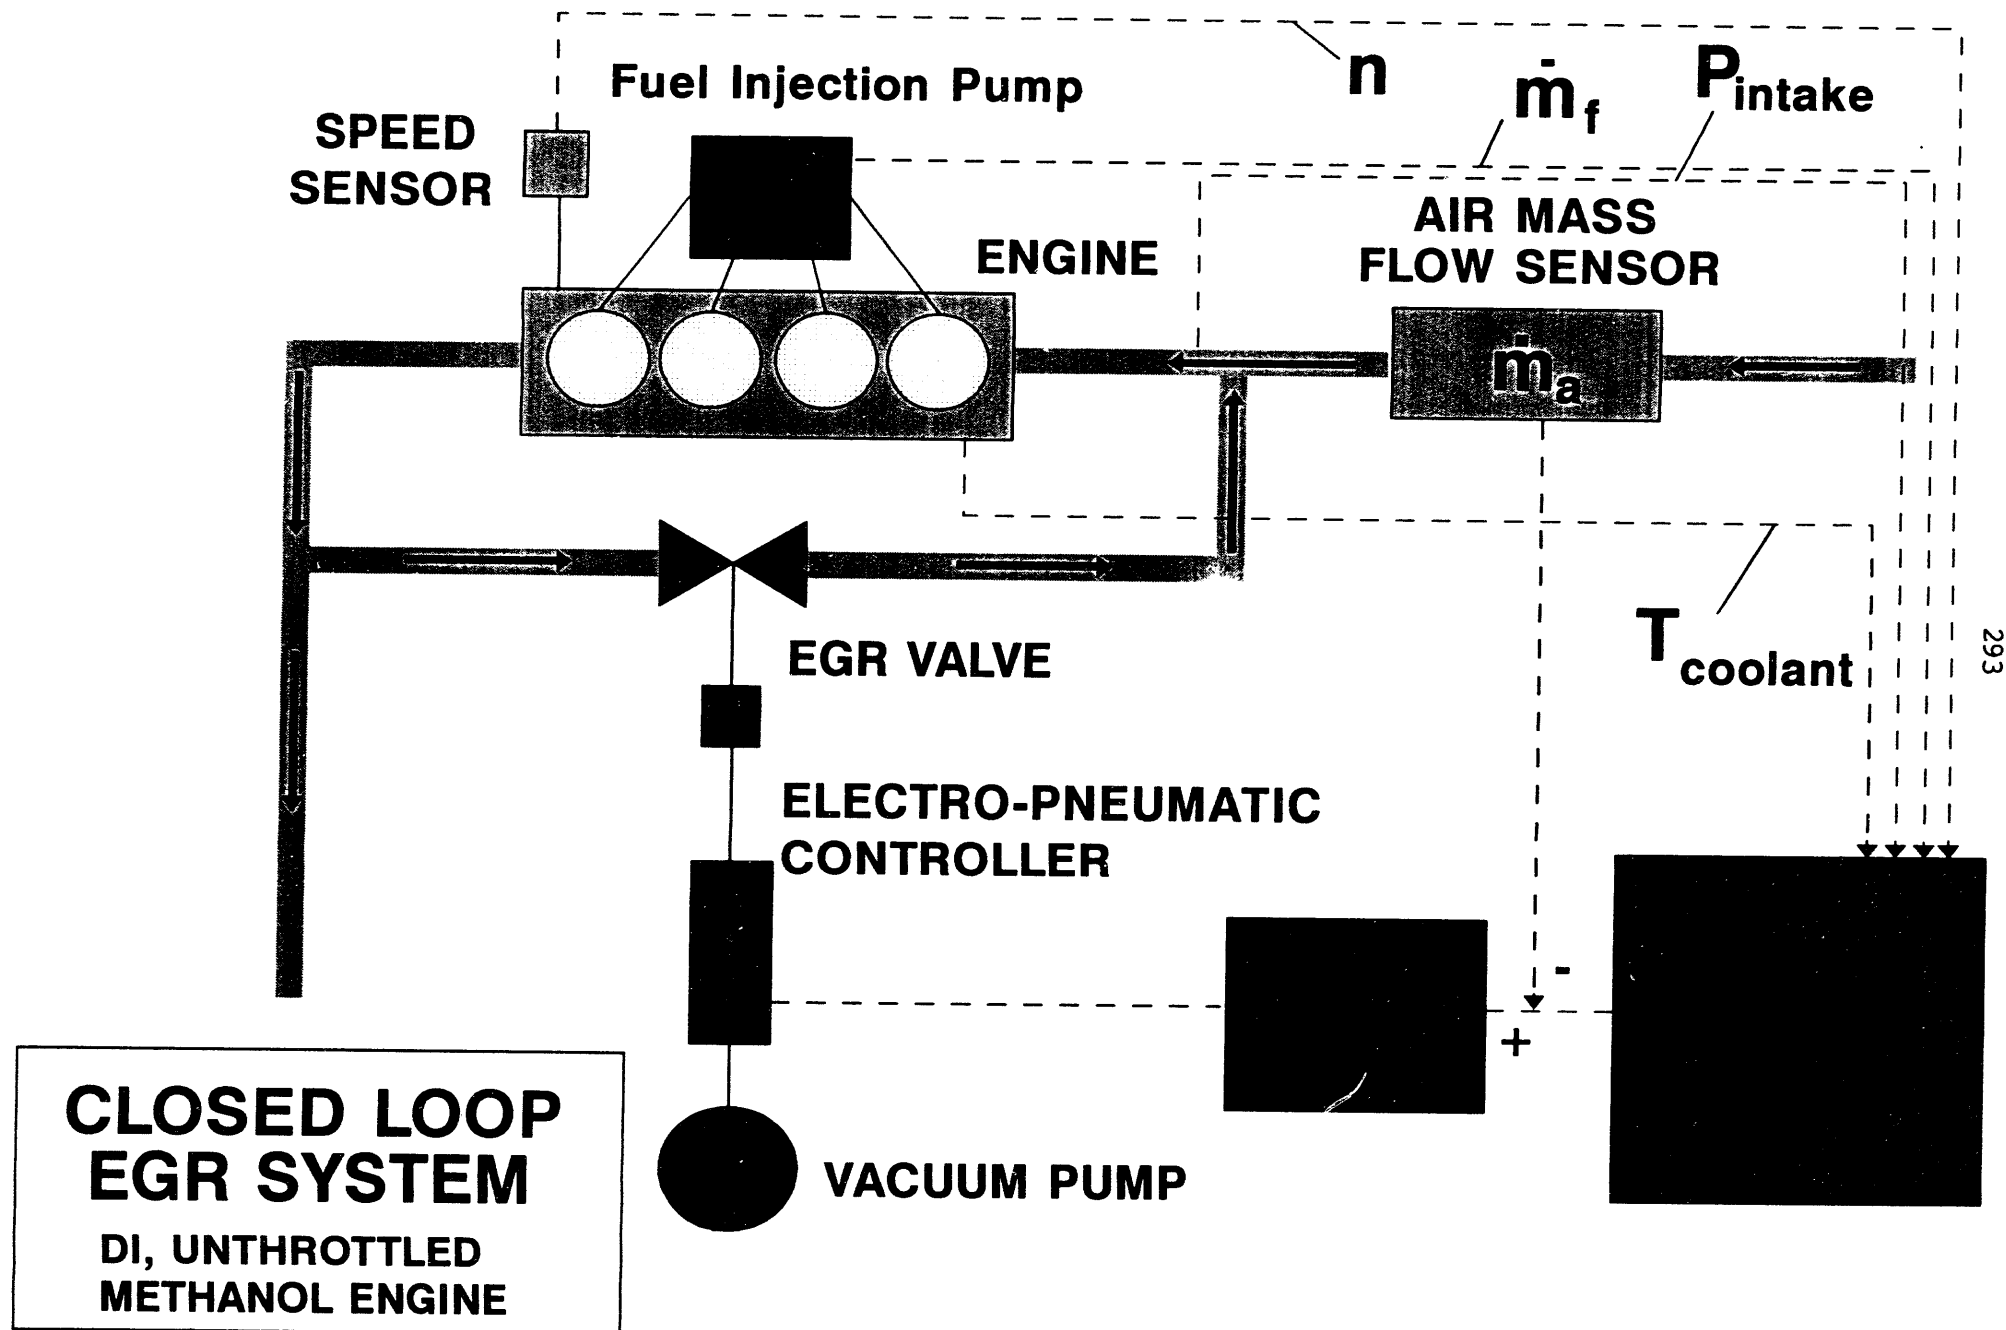 n
ṁf
Pintake
Fuel Injection Pump
SPEED
SENSOR
ENGINE
AIR MASS
FLOW SENSOR
ṁa
EGR VALVE
Tcoolant
293
ELECTRO-PNEUMATIC
CONTROLLER
-
+
VACUUM PUMP
CLOSED LOOP
EGR SYSTEM
DI, UNTHROTTLED
METHANOL ENGINE